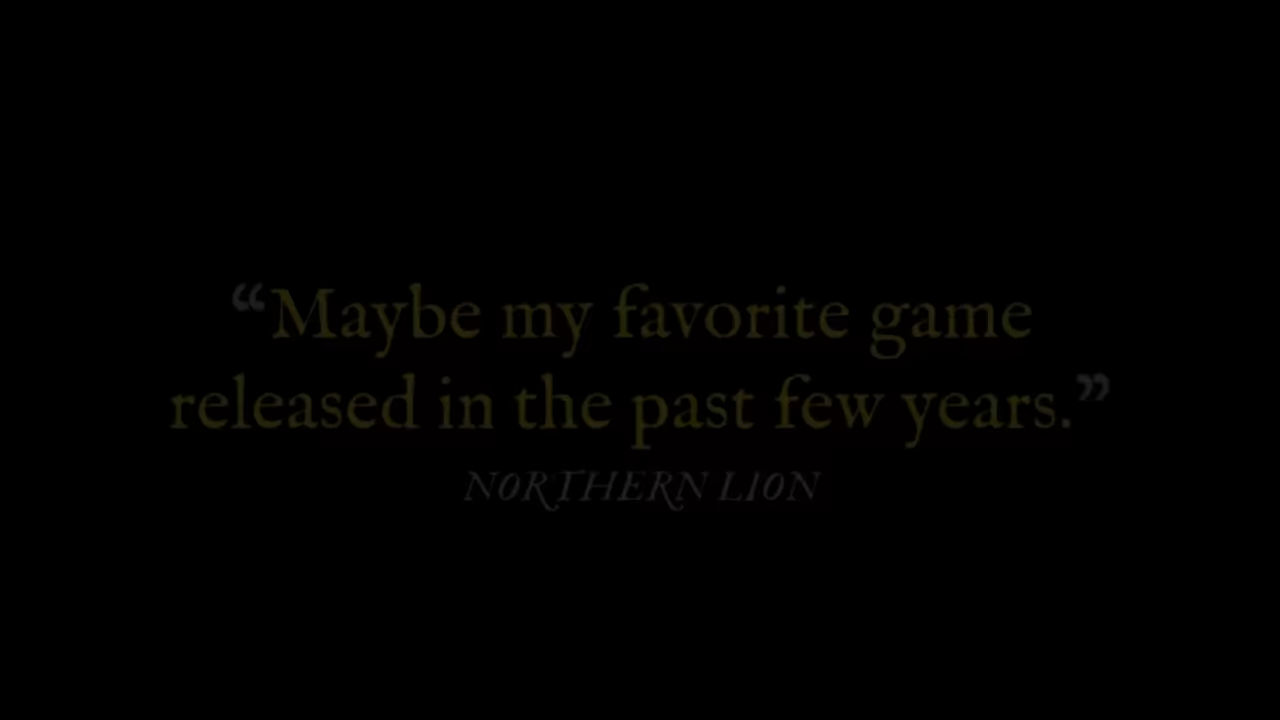 “Maybe my favorite game
released in the past few years.”
NORTHERN LION